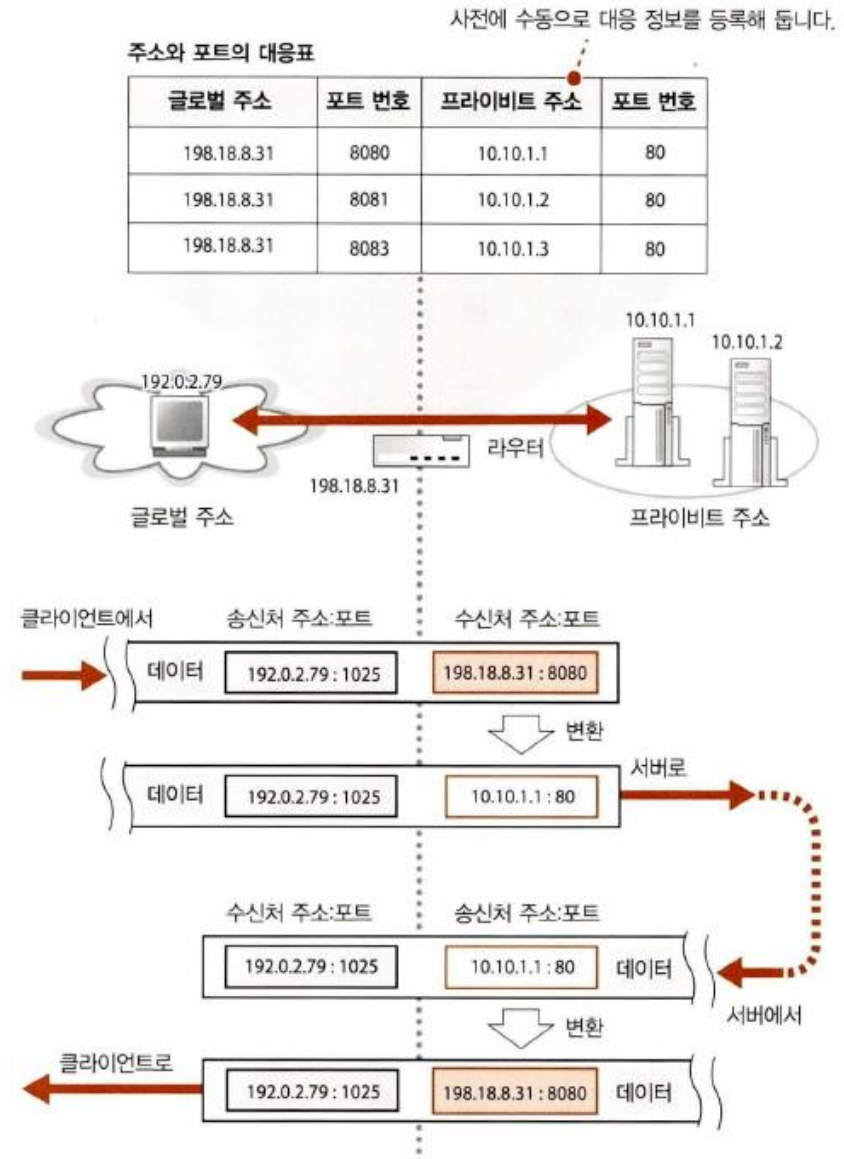 사전에 수동으로 대응 정보를 등록해 둡니다.
주소와 포트의 대응표
글로벌 주소 포트 번호 프라이비트 주소 포트 번호
198.18.8.31 8080 10.10.1.1 80
198.18.8.31 8081 10.10.1.2 80
198.18.8.31 8083 10.10.1.3 80
10.10.1.1
10.10.1.2
192.0.2.79
라우터
198.18.8.31
글로벌 주소
프라이비트 주소
클라이언트에서 송신처 주소:포트 수신처 주소:포트
데이터 192.0.2.79 : 1025 198.18.8.31 : 8080
변환
서버로
데이터 192.0.2.79 : 1025 10.10.1.1 : 80
수신처 주소:포트 송신처 주소:포트
192.0.2.79 : 1025 10.10.1.1 : 80 데이터
서버에서
변환
클라이언트로
192.0.2.79 : 1025 198.18.8.31 : 8080 데이터